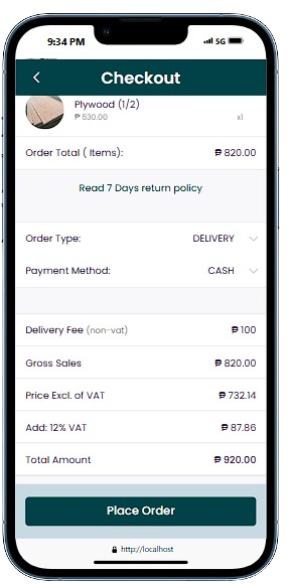 9:34 PM
5G
Checkout
Plywood (1/2)
₱ 530.00 x1
Order Total ( Items): ₱ 820.00
Read 7 Days return policy
Order Type: DELIVERY
Payment Method: CASH
Delivery Fee (non-vat) ₱ 100
Gross Sales ₱ 820.00
Price Excl. of VAT ₱ 732.14
Add: 12% VAT ₱ 87.86
Total Amount ₱ 920.00
Place Order
http://localhost